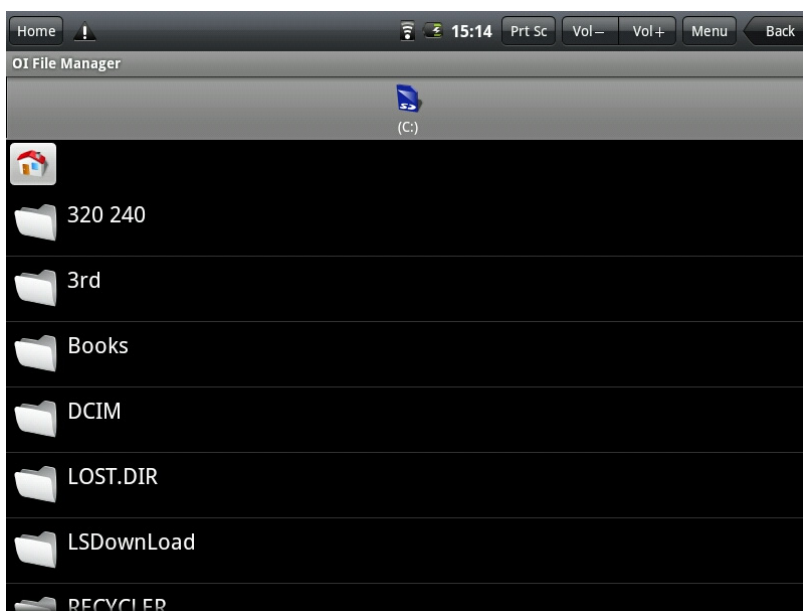 Home 15:14 Prt Sc Vol− Vol+ Menu Back
OI File Manager
(C:)
320 240
3rd
Books
DCIM
LOST.DIR
LSDownLoad
RECYCLER